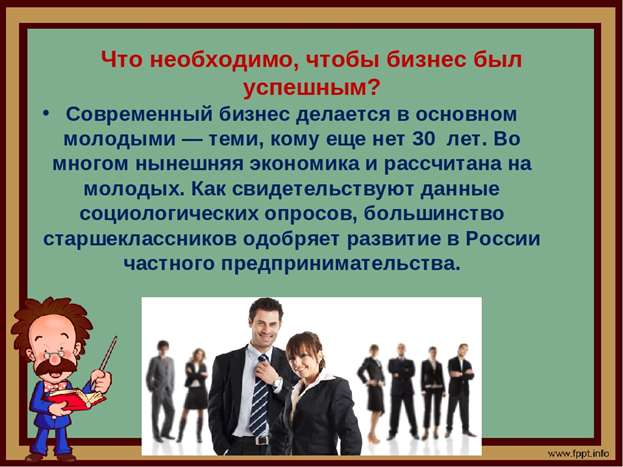 Что необходимо, чтобы бизнес был
успешным?
• Современный бизнес делается в основном
молодыми — теми, кому еще нет 30 лет. Во
многом нынешняя экономика и рассчитана на
молодых. Как свидетельствуют данные
социологических опросов, большинство
старшеклассников одобряет развитие в России
частного предпринимательства.
www.fppt.info